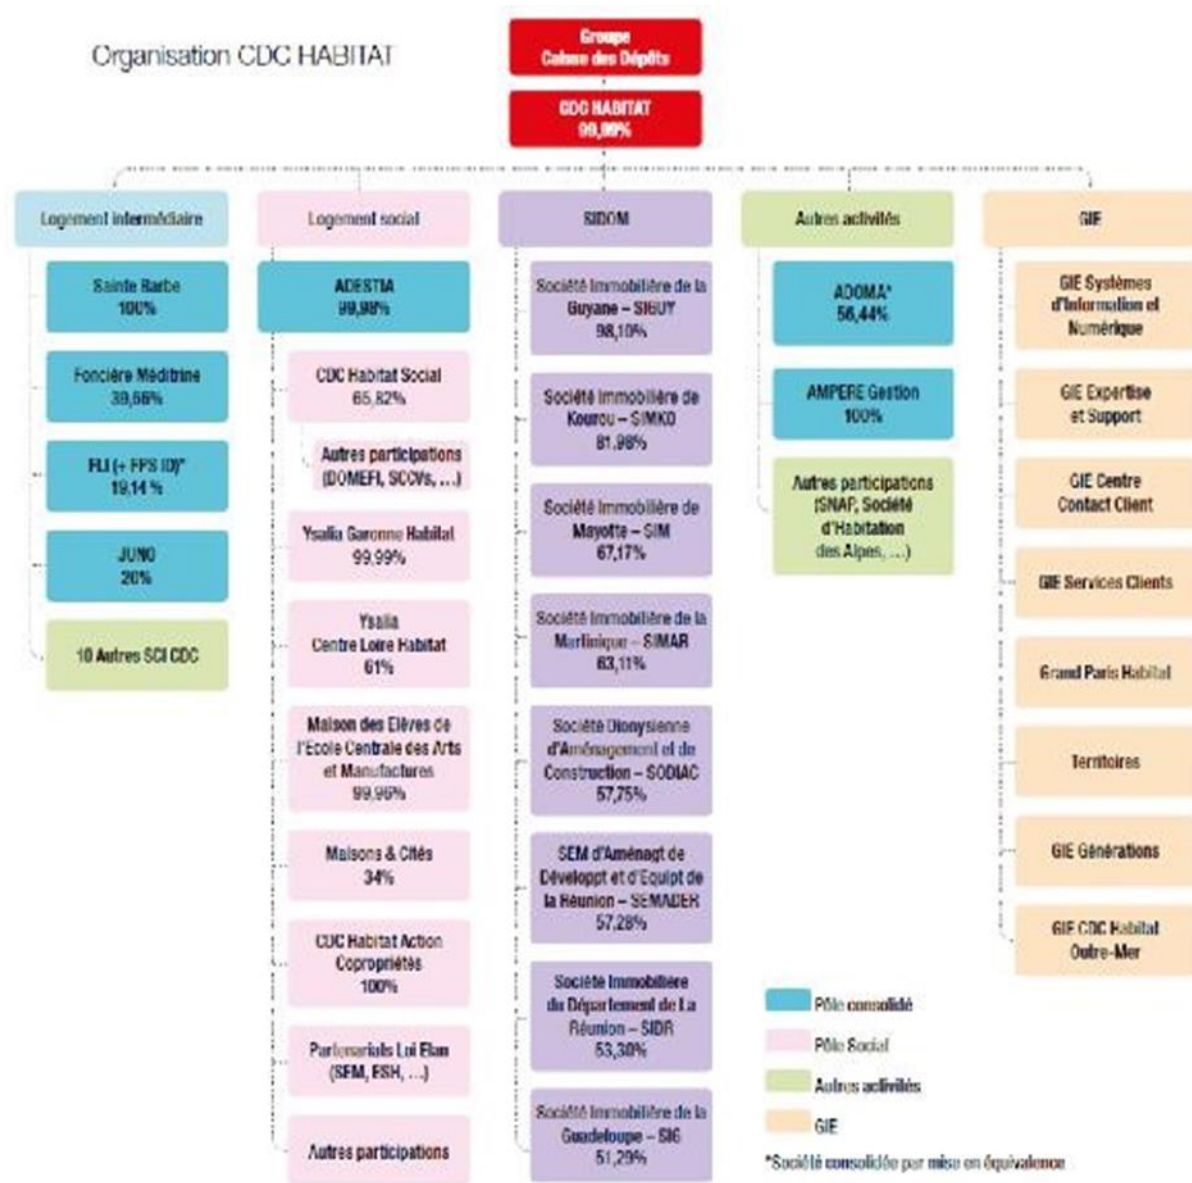 Organisation CDC HABITAT
Groupe
Caisse des Dépôts
CDC HABITAT
99,99%
Logement intermédiaire
Sainte Barbe
100%
Foncière Méditrine
39,66%
FLI (+ FPS ID)*
19,14 %
JUNO
20%
10 Autres SCI CDC
Logement social
ADESTIA
99,98%
CDC Habitat Social
65,82%
Autres participations
(DOMEFI, SCCVs, ...)
Ysalia Garonne Habitat
99,99%
Ysalia
Centre Loire Habitat
61%
Maison des Elèves de
l'Ecole Centrale des Arts
et Manufactures
99,96%
Maisons & Cités
34%
CDC Habitat Action
Copropriétés
100%
Partenariats Loi Elan
(SEM, ESH, ...)
Autres participations
SIDOM
Société Immobilière de la
Guyane – SIGUY
98,10%
Société Immobilière de
Kourou – SIMKO
81,98%
Société Immobilière de
Mayotte – SIM
67,17%
Société Immobilière de la
Martinique – SIMAR
63,11%
Société Dionysienne
d'Aménagement et de
Construction – SODIAC
57,75%
SEM d'Aménagt de
Développt et d'Equipt de
la Réunion – SEMADER
57,28%
Société Immobilière
du Département de La
Réunion – SIDR
53,30%
Société Immobilière de la
Guadeloupe – SIG
51,29%
Autres activités
ADOMA*
56,44%
AMPERE Gestion
100%
Autres participations
(SNAP, Société
d'Habitation
des Alpes, ...)
GIE
GIE Systèmes
d'Information et
Numérique
GIE Expertise
et Support
GIE Centre
Contact Client
GIE Services Clients
Grand Paris Habitat
Territoires
GIE Générations
GIE CDC Habitat
Outre-Mer
Pôle consolidé
Pôle Social
Autres activités
GIE
*Société consolidée par mise en équivalence